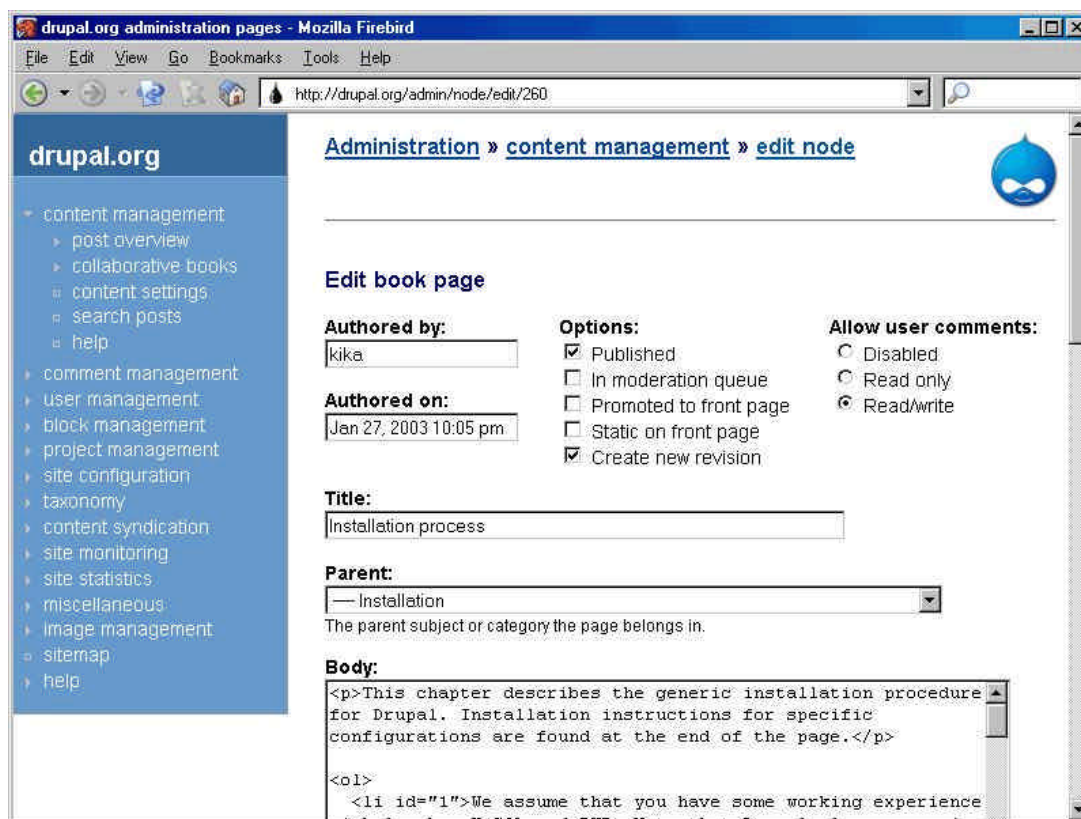 drupal.org administration pages - Mozilla Firebird
File Edit View Go Bookmarks Tools Help
http://drupal.org/admin/node/edit/260
drupal.org
content management
post overview
collaborative books
content settings
search posts
help
comment management
user management
block management
project management
site configuration
taxonomy
content syndication
site monitoring
site statistics
miscellaneous
image management
sitemap
help
Administration » content management » edit node
Edit book page
Authored by:
kika
Authored on:
Jan 27, 2003 10:05 pm
Options:
Published
In moderation queue
Promoted to front page
Static on front page
Create new revision
Allow user comments:
Disabled
Read only
Read/write
Title:
Installation process
Parent:
---- Installation
The parent subject or category the page belongs in.
Body:
<p>This chapter describes the generic installation procedure
for Drupal. Installation instructions for specific
configurations are found at the end of the page.</p>
<ol>
<li id="1">We assume that you have some working experience